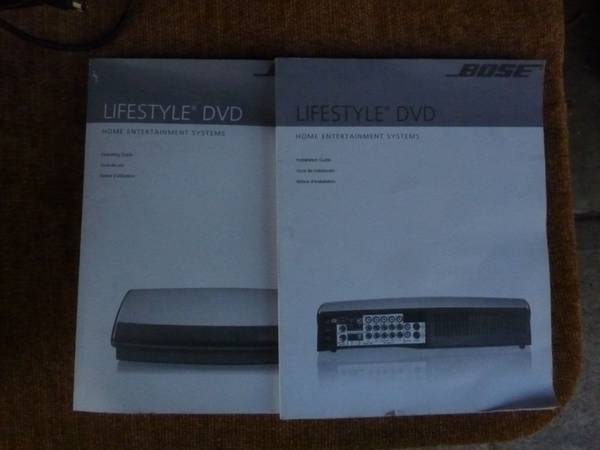 LIFESTYLE® DVD
HOME ENTERTAINMENT SYSTEMS
Operating Guide
Notice d'utilisation
BOSE
LIFESTYLE® DVD
HOME ENTERTAINMENT SYSTEMS
Installation Guide
Guía de instalación
Notice d'installation